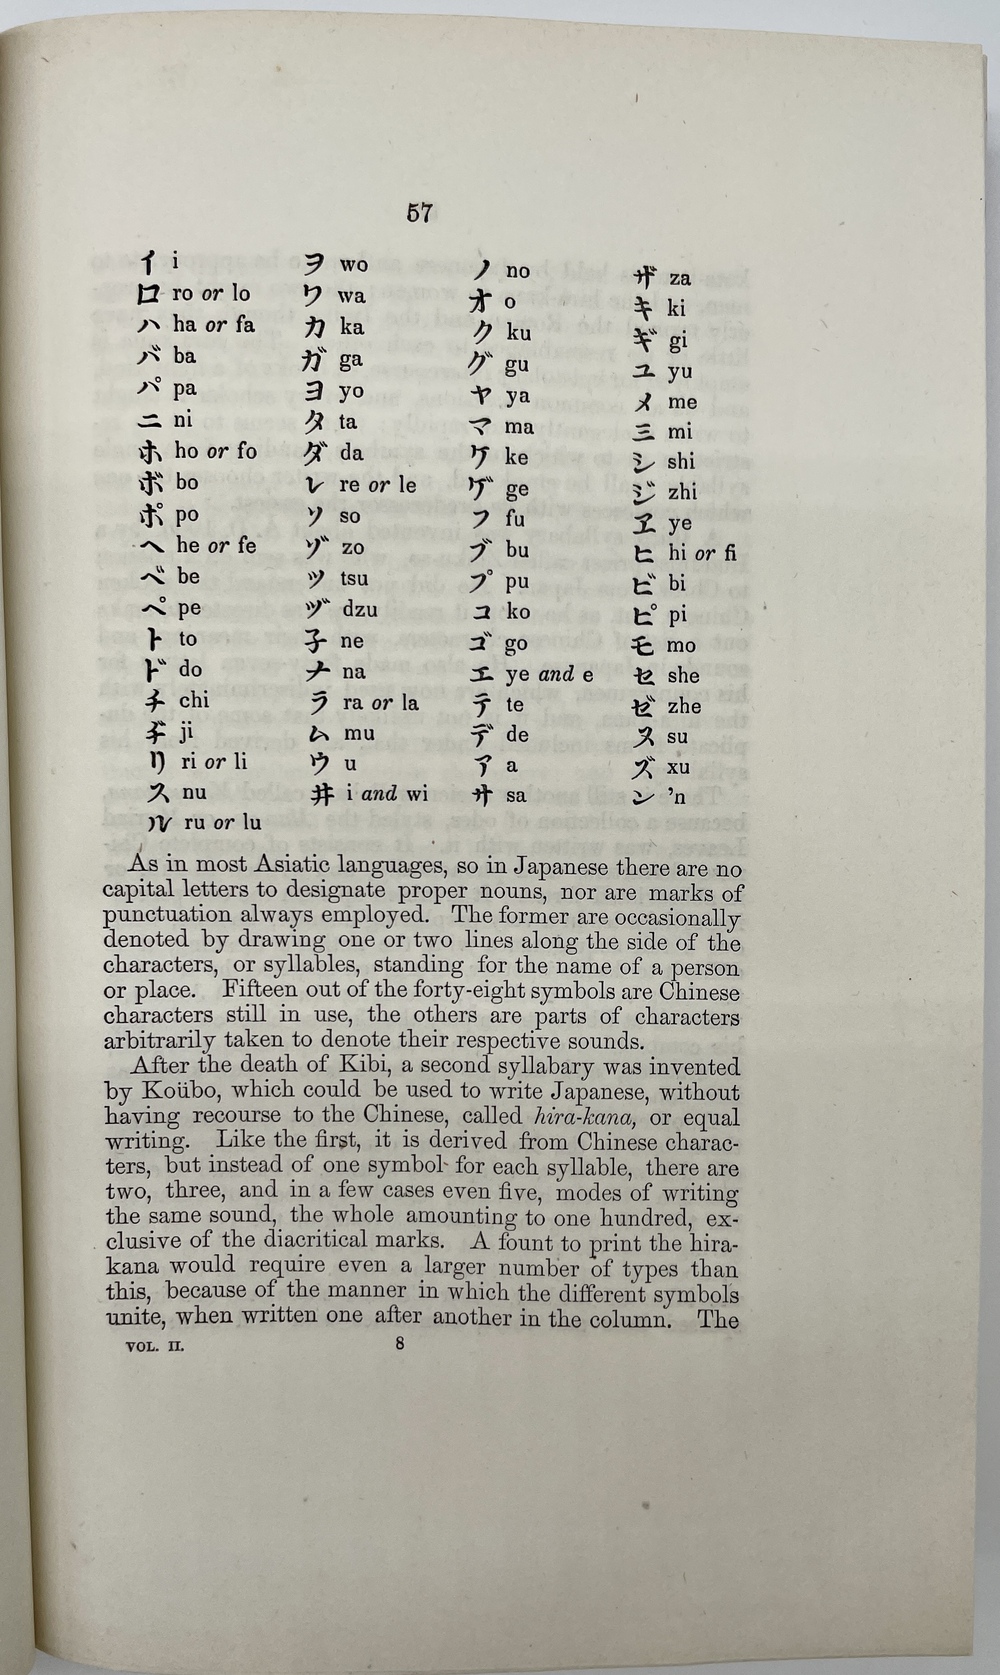 57
イ i
ロ ro or lo
ハ ha or fa
バ ba
パ pa
ニ ni
ホ ho or fo
ボ bo
ポ po
ヘ he or fe
ベ be
ペ pe
ト to
ド do
チ chi
ヂ ji
リ ri or li
ヌ nu
ル ru or lu
ヲ wo
ワ wa
カ ka
ガ ga
ヨ yo
タ ta
ダ da
レ re or le
ソ so
ゾ zo
ツ tsu
ヅ dzu
子 ne
ナ na
ラ ra or la
ム mu
ウ u
井 i and wi
ノ no
オ o
ク ku
グ gu
ヤ ya
マ ma
ケ ke
ゲ ge
フ fu
ブ bu
プ pu
コ ko
ゴ go
エ ye and e
テ te
デ de
ア a
サ sa
ザ za
キ ki
ギ gi
ユ yu
メ me
ミ mi
シ shi
ジ zhi
ヱ ye
ヒ hi or fi
ビ bi
ピ pi
モ mo
セ she
ゼ zhe
ス su
ズ xu
ン 'n
As in most Asiatic languages, so in Japanese there are no
capital letters to designate proper nouns, nor are marks of
punctuation always employed. The former are occasionally
denoted by drawing one or two lines along the side of the
characters, or syllables, standing for the name of a person
or place. Fifteen out of the forty-eight symbols are Chinese
characters still in use, the others are parts of characters
arbitrarily taken to denote their respective sounds.
After the death of Kibi, a second syllabary was invented
by Koübo, which could be used to write Japanese, without
having recourse to the Chinese, called hira-kana, or equal
writing. Like the first, it is derived from Chinese charac-
ters, but instead of one symbol for each syllable, there are
two, three, and in a few cases even five, modes of writing
the same sound, the whole amounting to one hundred, ex-
clusive of the diacritical marks. A fount to print the hira-
kana would require even a larger number of types than
this, because of the manner in which the different symbols
unite, when written one after another in the column. The
VOL. II. 8